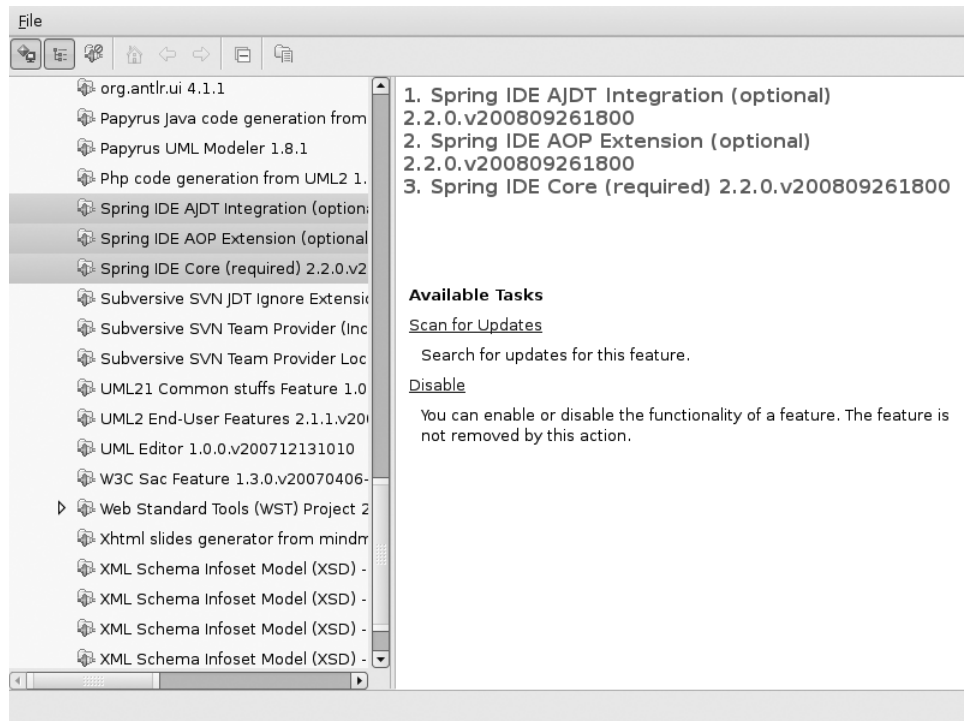 File
org.antlr.ui 4.1.1
Papyrus Java code generation from
Papyrus UML Modeler 1.8.1
Php code generation from UML2 1.
Spring IDE AJDT Integration (optiona
Spring IDE AOP Extension (optional
Spring IDE Core (required) 2.2.0.v2
Subversive SVN JDT Ignore Extensio
Subversive SVN Team Provider (Inc
Subversive SVN Team Provider Loc
UML21 Common stuffs Feature 1.0
UML2 End-User Features 2.1.1.v200
UML Editor 1.0.0.v200712131010
W3C Sac Feature 1.3.0.v20070406-
Web Standard Tools (WST) Project 2
Xhtml slides generator from mindm
XML Schema Infoset Model (XSD) -
XML Schema Infoset Model (XSD) -
XML Schema Infoset Model (XSD) -
XML Schema Infoset Model (XSD) -
1. Spring IDE AJDT Integration (optional)
2.2.0.v200809261800
2. Spring IDE AOP Extension (optional)
2.2.0.v200809261800
3. Spring IDE Core (required) 2.2.0.v200809261800
Available Tasks
Scan for Updates
Search for updates for this feature.
Disable
You can enable or disable the functionality of a feature. The feature is
not removed by this action.